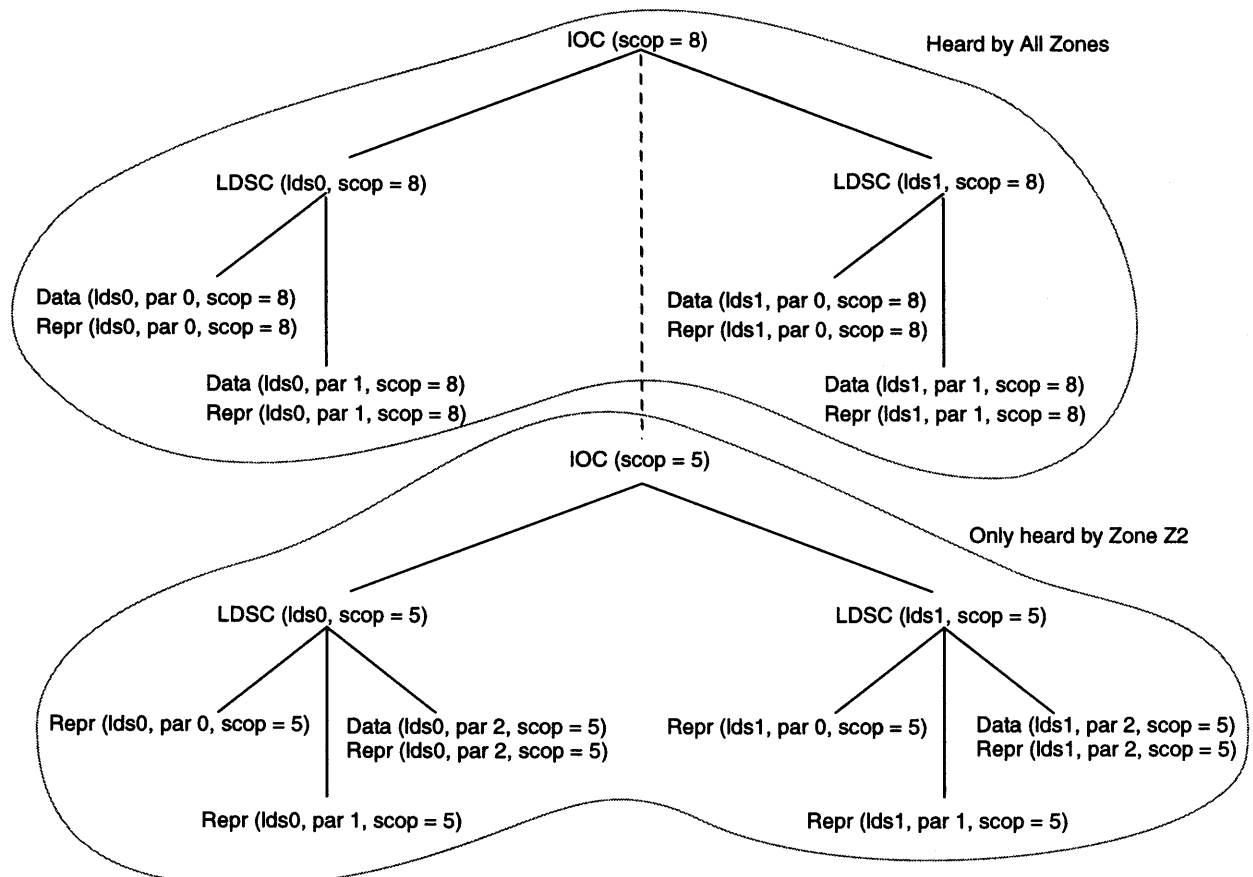 IOC (scop = 8)
Heard by All Zones
LDSC (lds0, scop = 8)
LDSC (lds1, scop = 8)
Data (lds0, par 0, scop = 8)
Repr (lds0, par 0, scop = 8)
Data (lds1, par 0, scop = 8)
Repr (lds1, par 0, scop = 8)
Data (lds0, par 1, scop = 8)
Repr (lds0, par 1, scop = 8)
Data (lds1, par 1, scop = 8)
Repr (lds1, par 1, scop = 8)
IOC (scop = 5)
Only heard by Zone Z2
LDSC (lds0, scop = 5)
LDSC (lds1, scop = 5)
Repr (lds0, par 0, scop = 5)
Data (lds0, par 2, scop = 5)
Repr (lds0, par 2, scop = 5)
Repr (lds1, par 0, scop = 5)
Data (lds1, par 2, scop = 5)
Repr (lds1, par 2, scop = 5)
Repr (lds0, par 1, scop = 5)
Repr (lds1, par 1, scop = 5)